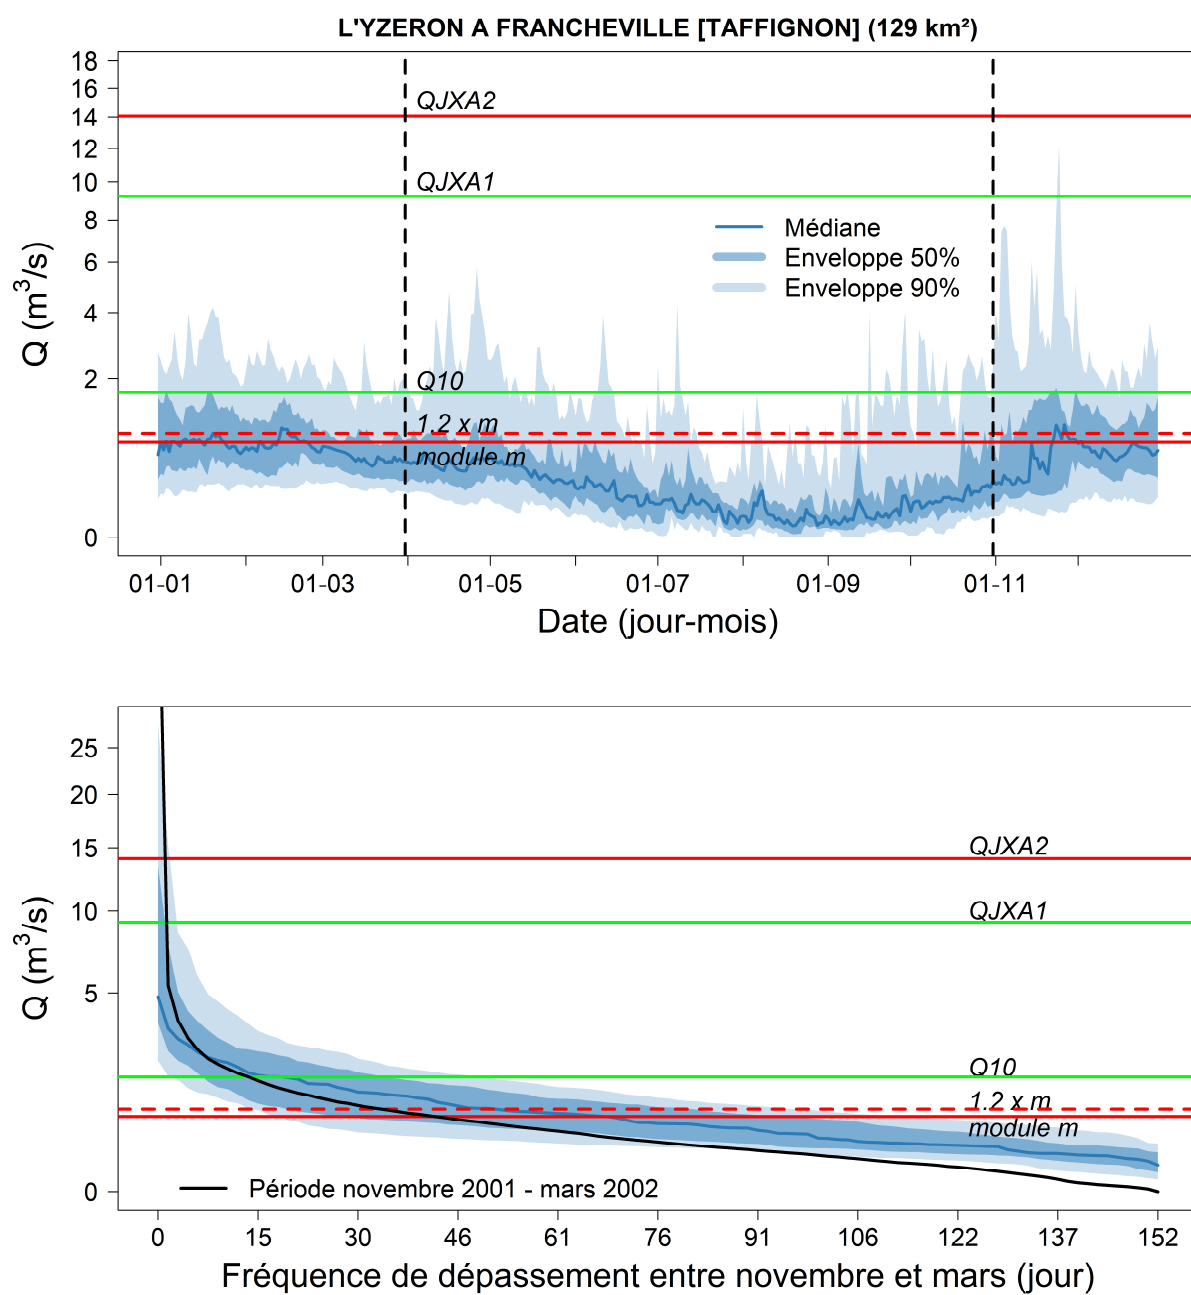 L'YZERON A FRANCHEVILLE [TAFFIGNON] (129 km²)
18
16
14
12
10
8
6
4
2
0
Q (m³/s)
QJXA2
QJXA1
Q10
1.2 x m
module m
Médiane
Enveloppe 50%
Enveloppe 90%
01-01
01-03
01-05
01-07
01-09
01-11
Date (jour-mois)
25
20
15
10
5
0
Q (m³/s)
QJXA2
QJXA1
Q10
1.2 x m
module m
Période novembre 2001 - mars 2002
0
15
30
46
61
76
91
106
122
137
152
Fréquence de dépassement entre novembre et mars (jour)